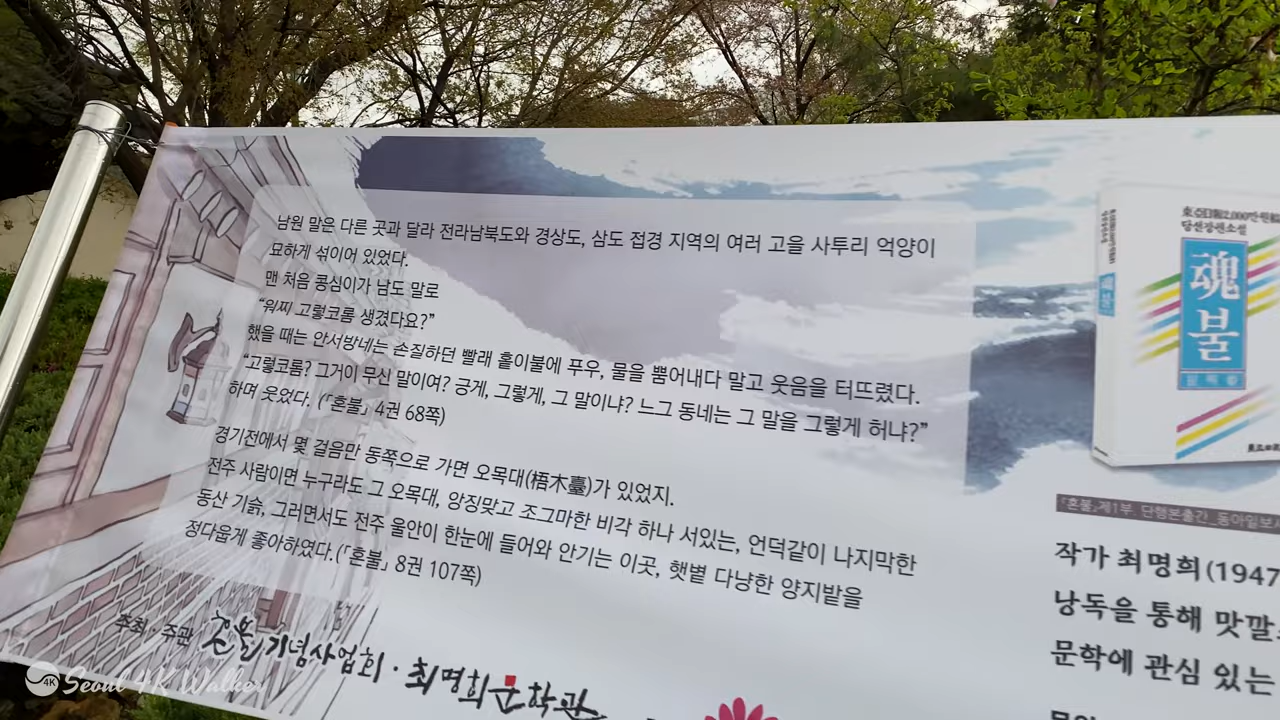 남원 말은 다른 곳과 달라 전라남북도와 경상도, 삼도 접경 지역의 여러 고을 사투리 억양이
묘하게 섞이어 있었다.
맨 처음 콩심이가 남도 말로
“워찌 고렇코롬 생겼다요?”
했을 때는 안서방네는 손질하던 빨래 홑이불에 푸우, 물을 뿜어내다 말고 웃음을 터뜨렸다.
“고렇코롬? 그거이 무신 말이여? 긍게, 그렇게, 그 말이냐? 느그 동네는 그 말을 그렇게 허냐?”
하며 웃었다. (「혼불」 4권 68쪽)
경기전에서 몇 걸음만 동쪽으로 가면 오목대(梧木臺)가 있었지.
전주 사람이면 누구라도 그 오목대, 앙징맞고 조그마한 비각 하나 서있는, 언덕같이 나지막한
동산 기슭, 그러면서도 전주 울안이 한눈에 들어와 안기는 이곳, 햇볕 다냥한 양지밭을
정다웁게 좋아하였다.(「혼불」 8권 107쪽)
주최·주관 혼불기념사업회·최명희문학관
당선장편소설
魂불
『혼불』제1부 단행본출간_동아일보
작가 최명희(1947
낭독을 통해 맛깔
문학에 관심 있는
4K Seoul 4K Walker